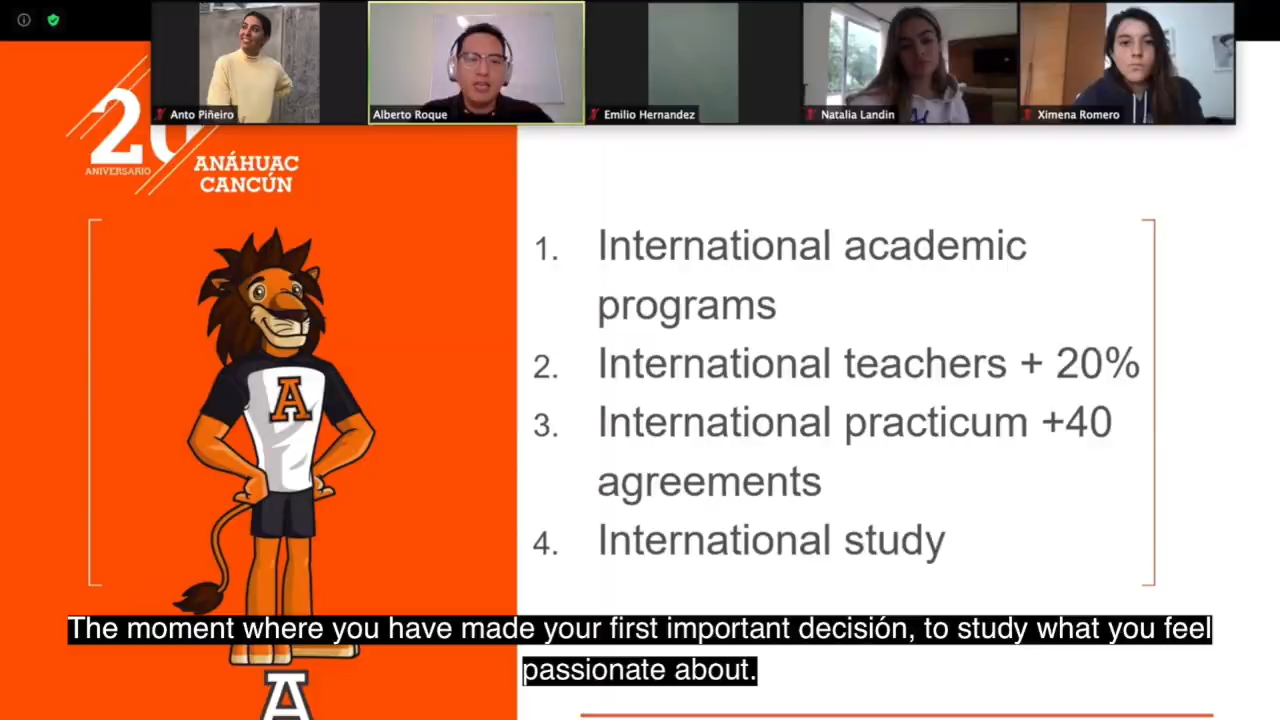 Anto Piñeiro
Alberto Roque
Emilio Hernandez
Natalia Landin
Ximena Romero
20
ANIVERSARIO
ANÁHUAC
CANCÚN
A
1. International academic
programs
2. International teachers + 20%
3. International practicum +40
agreements
4. International study
The moment where you have made your first important decisión, to study what you feel
passionate about.
A